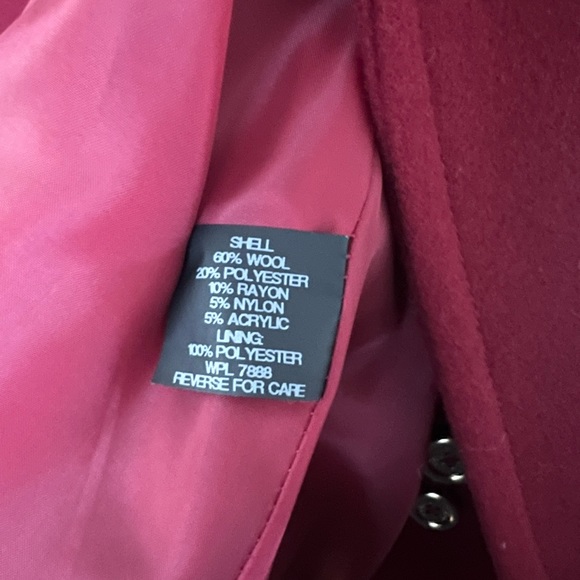 SHELL
60% WOOL
20% POLYESTER
10% RAYON
5% NYLON
5% ACRYLIC
LINING:
100% POLYESTER
WPL 7888
REVERSE FOR CARE